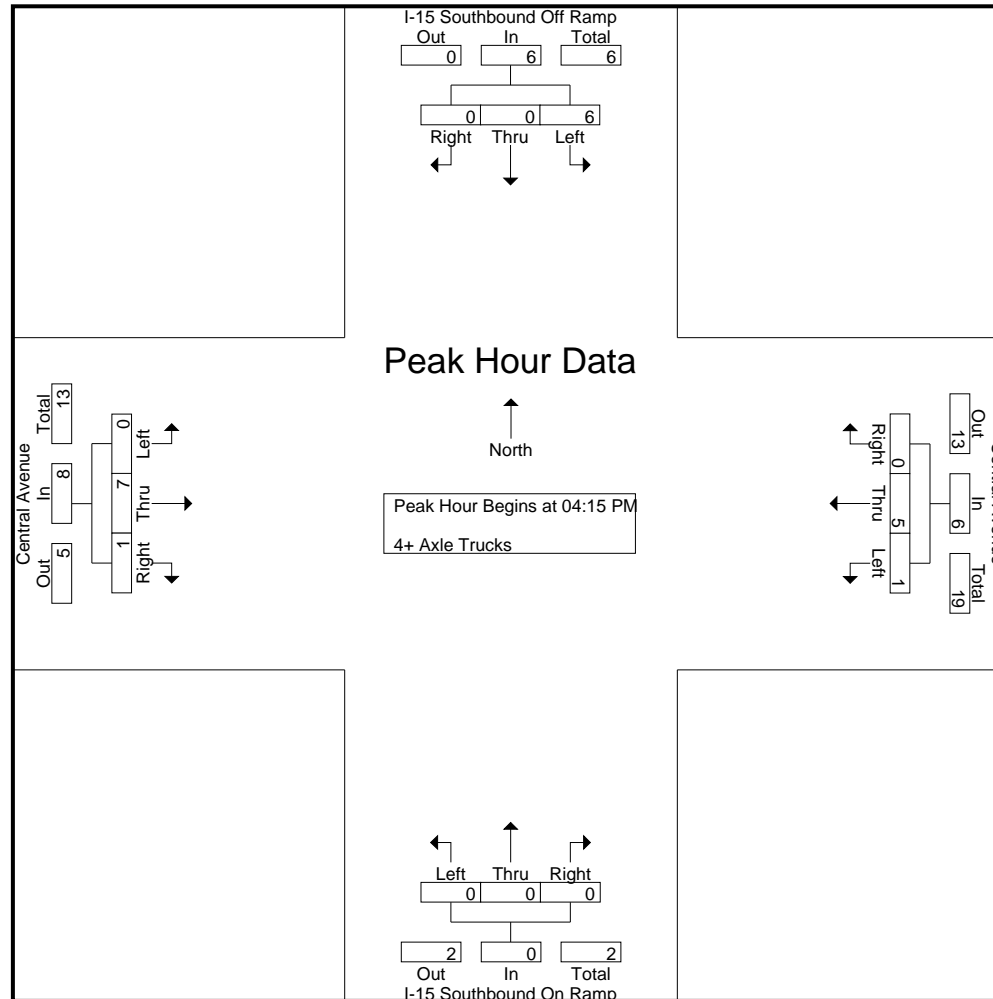 I-15 Southbound Off Ramp
Out In Total
0 6 6
0 0 6
Right Thru Left
Peak Hour Data
North
Peak Hour Begins at 04:15 PM
4+ Axle Trucks
Central Avenue
Out In Total
5 8 13
Right Thru Left
1 7 0
Out In Total
13 6 19
Right Thru Left
0 5 1
Left Thru Right
0 0 0
2 0 2
Out In Total
I-15 Southbound On Ramp